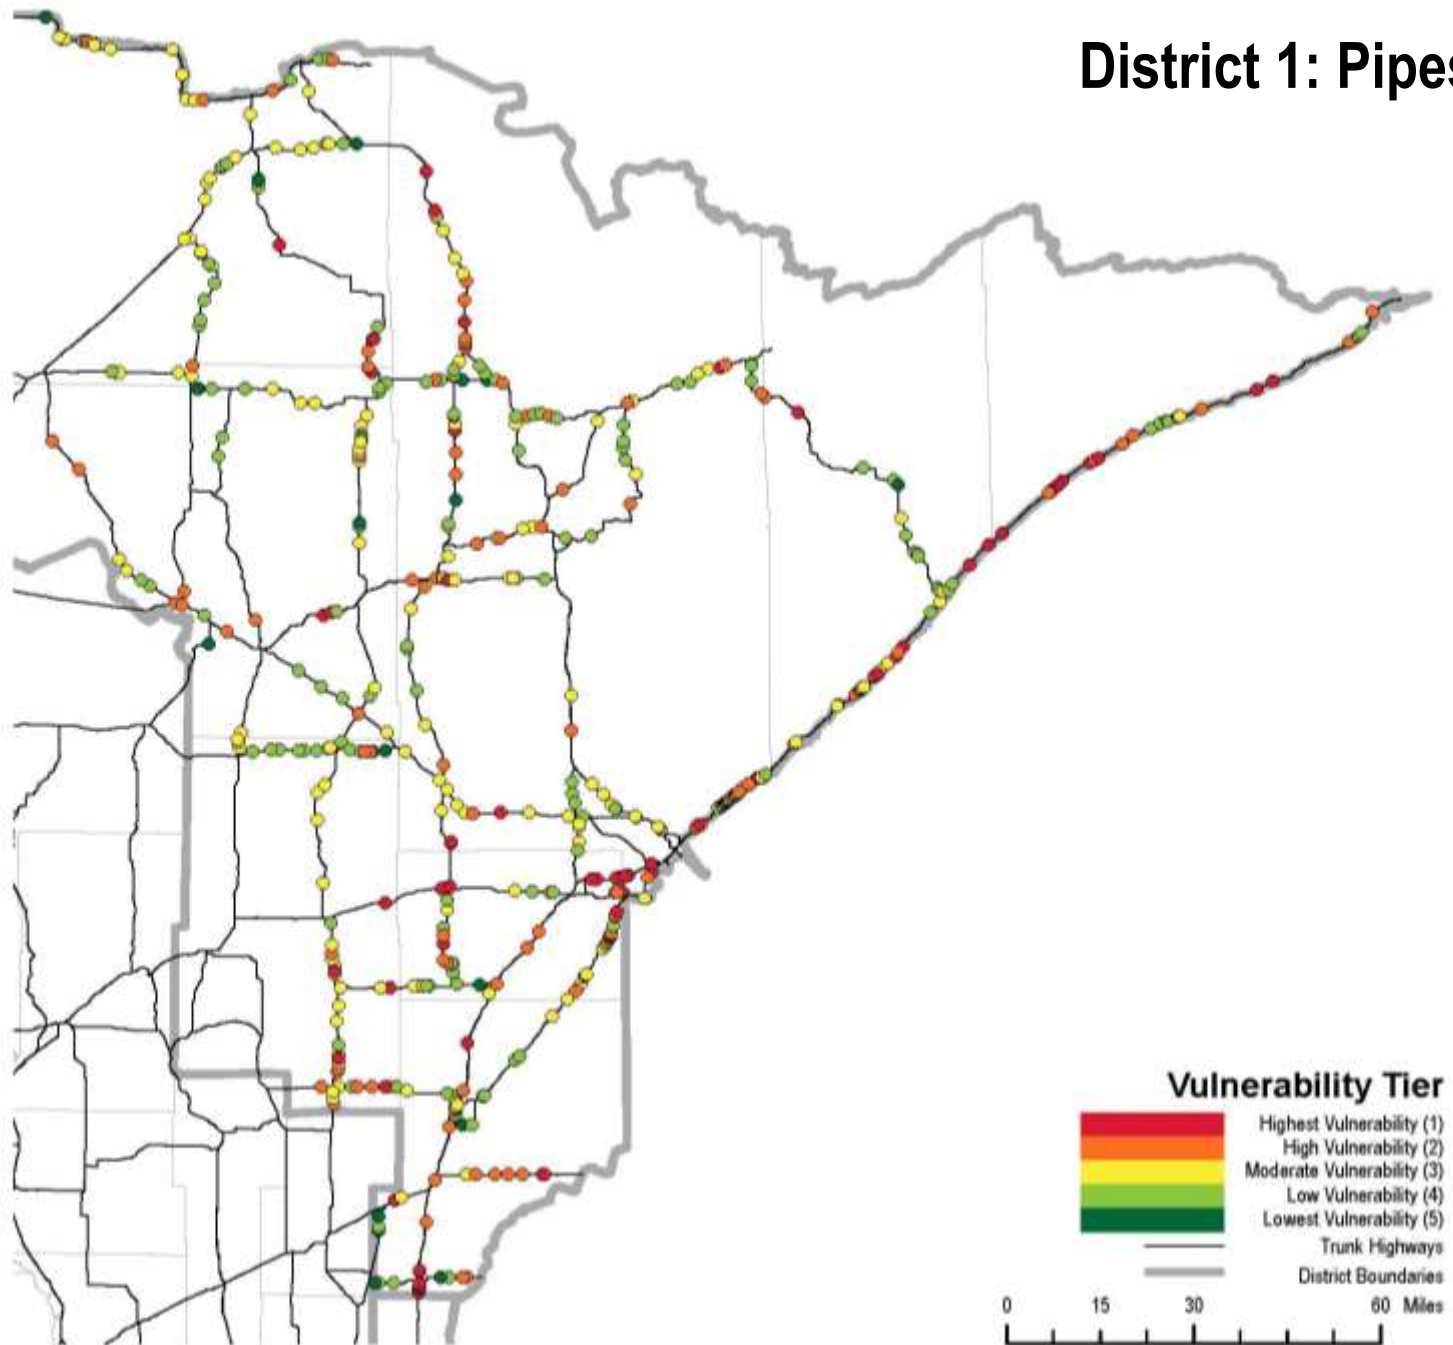 District 1: Pipes
Vulnerability Tier
Highest Vulnerability (1)
High Vulnerability (2)
Moderate Vulnerability (3)
Low Vulnerability (4)
Lowest Vulnerability (5)
Trunk Highways
District Boundaries
0 15 30 60 Miles